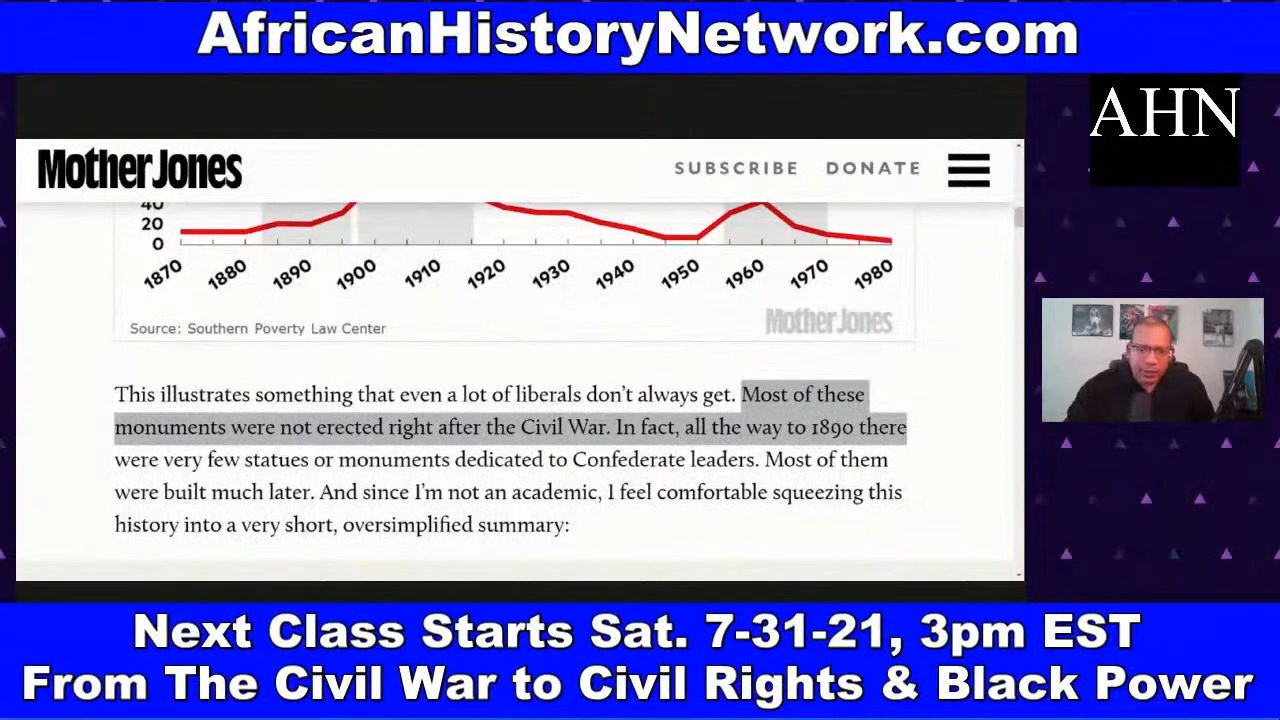 AfricanHistoryNetwork.com
AHN
Mother Jones
SUBSCRIBE DONATE
40
20
0
1870 1880 1890 1900 1910 1920 1930 1940 1950 1960 1970 1980
Source: Southern Poverty Law Center
Mother Jones
This illustrates something that even a lot of liberals don't always get. Most of these
monuments were not erected right after the Civil War. In fact, all the way to 1890 there
were very few statues or monuments dedicated to Confederate leaders. Most of them
were built much later. And since I'm not an academic, I feel comfortable squeezing this
history into a very short, oversimplified summary:
Next Class Starts Sat. 7-31-21, 3pm EST
From The Civil War to Civil Rights & Black Power